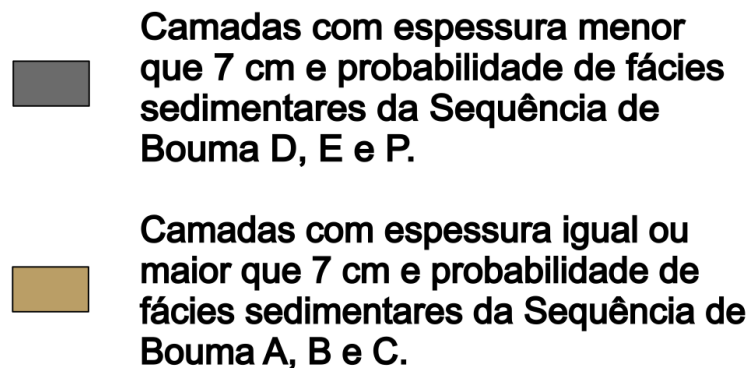 Camadas com espessura menor
que 7 cm e probabilidade de fácies
sedimentares da Sequência de
Bouma D, E e P.
Camadas com espessura igual ou
maior que 7 cm e probabilidade de
fácies sedimentares da Sequência de
Bouma A, B e C.